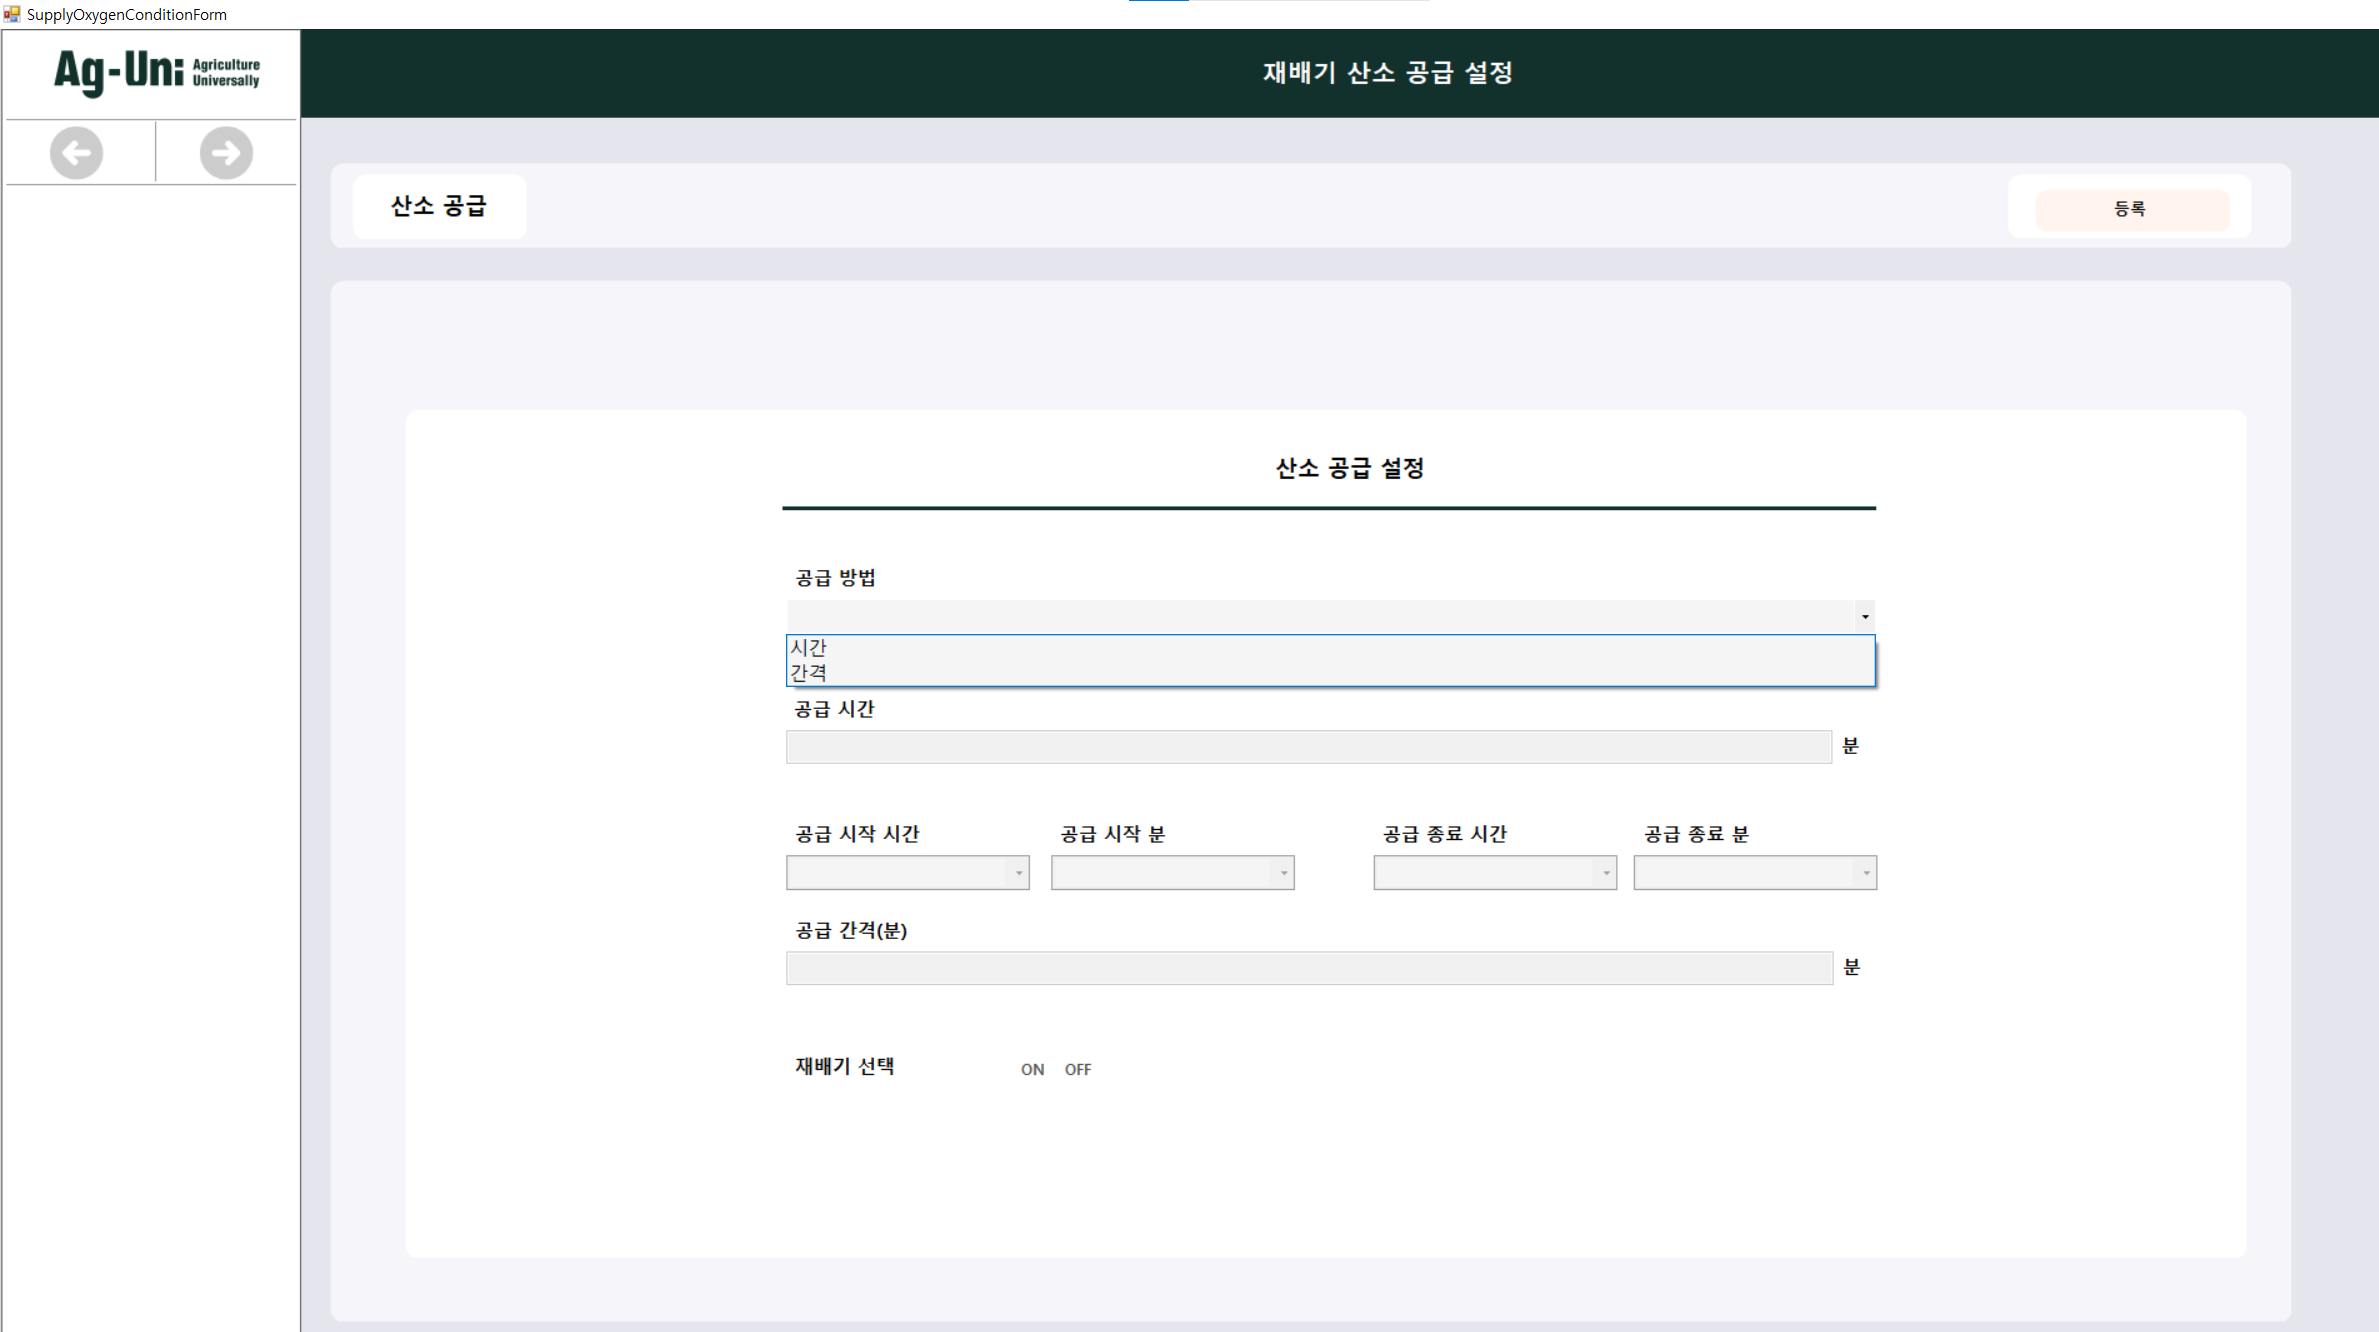 SupplyOxygenConditionForm
Ag-Uni Agriculture Universally
재배기 산소 공급 설정
산소 공급
등록
산소 공급 설정
공급 방법
시간
간격
공급 시간
분
공급 시작 시간 공급 시작 분 공급 종료 시간 공급 종료 분
공급 간격(분)
분
재배기 선택 ON OFF